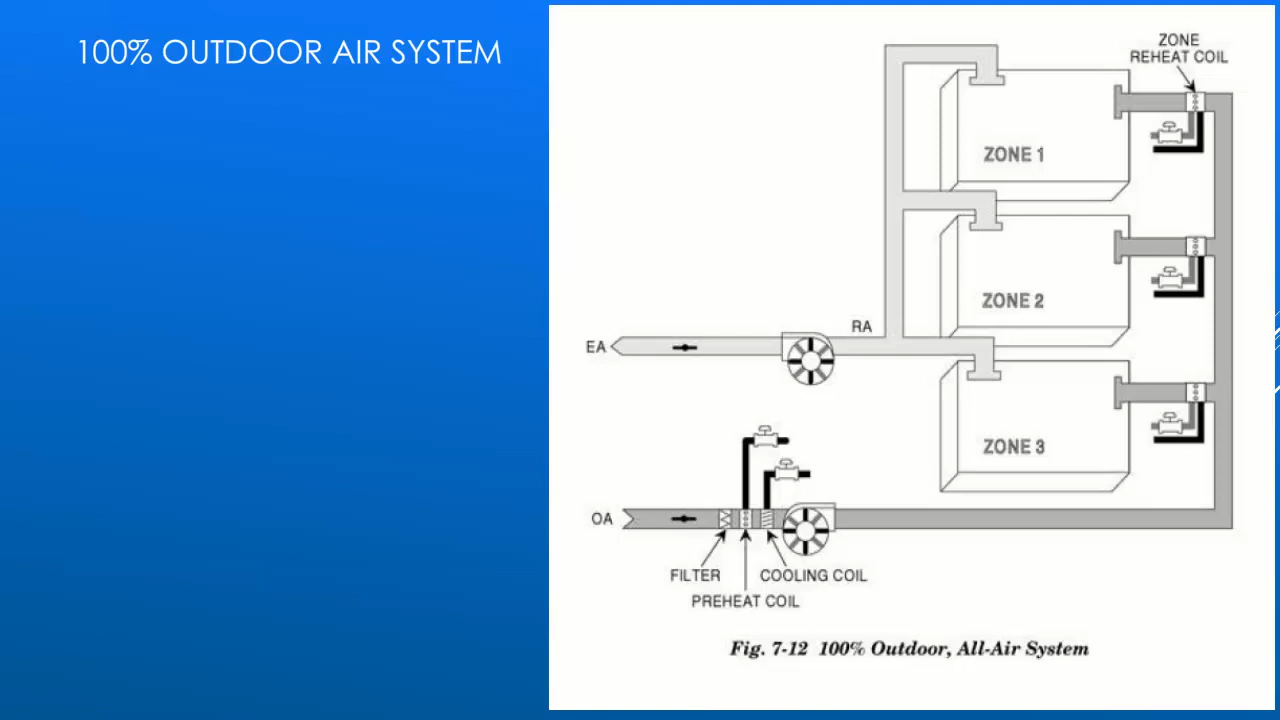 100% OUTDOOR AIR SYSTEM
ZONE
REHEAT COIL
ZONE 1
ZONE 2
RA
EA
ZONE 3
OA
FILTER
COOLING COIL
PREHEAT COIL
Fig. 7-12 100% Outdoor, All-Air System